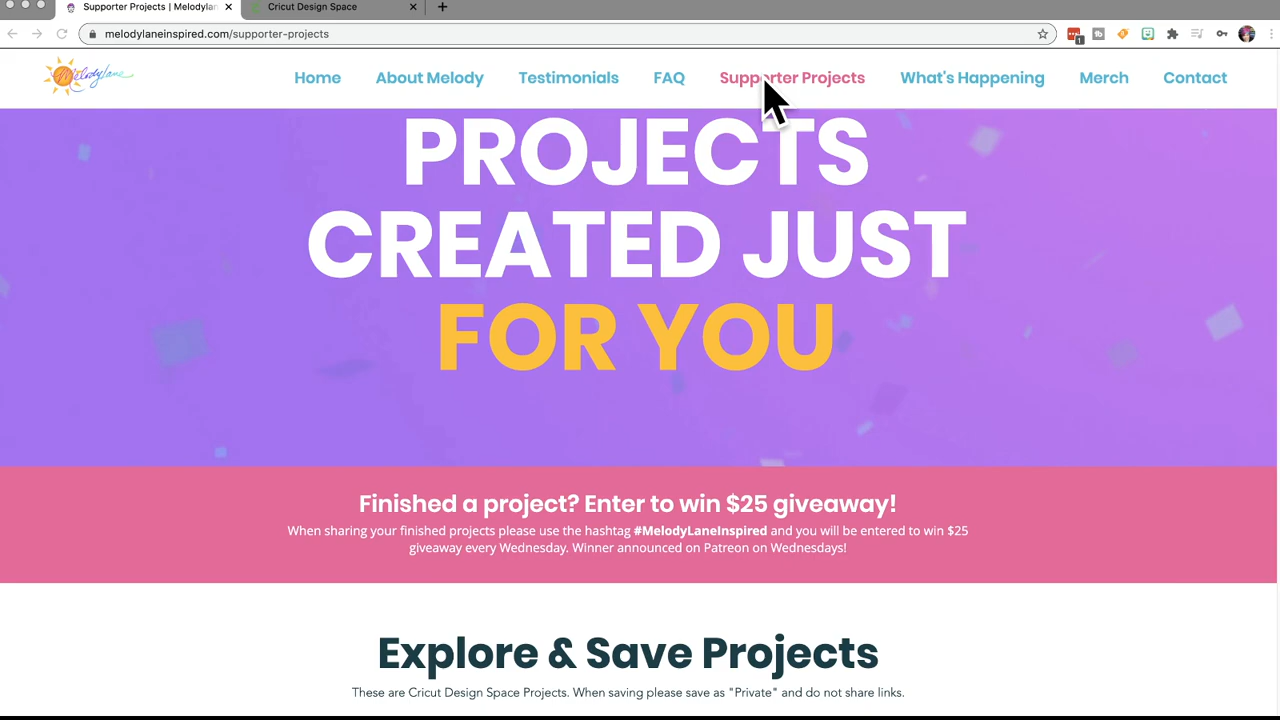 Supporter Projects | Melodylan
Cricut Design Space
melodylaneinspired.com/supporter-projects
1
MelodyLane
Home About Melody Testimonials FAQ Supporter Projects What's Happening Merch Contact
PROJECTS
CREATED JUST
FOR YOU
Finished a project? Enter to win $25 giveaway!
When sharing your finished projects please use the hashtag #MelodyLaneInspired and you will be entered to win $25
giveaway every Wednesday. Winner announced on Patreon on Wednesdays!
Explore & Save Projects
These are Cricut Design Space Projects. When saving please save as "Private" and do not share links.